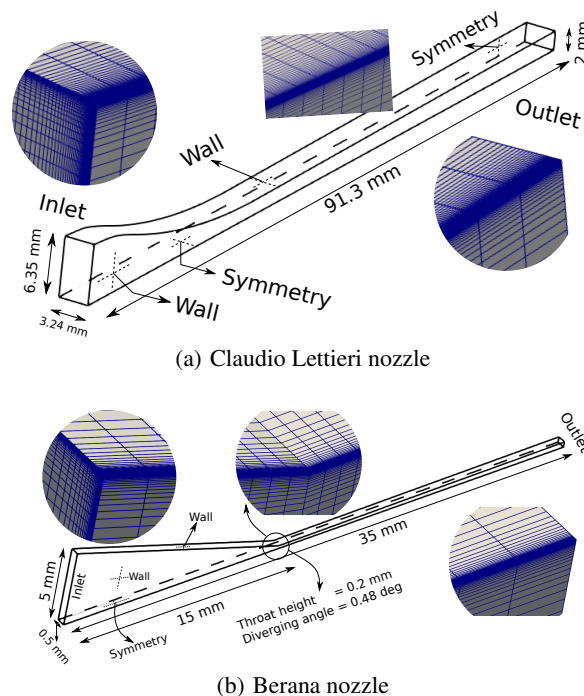 Symmetry
2 mm
Outlet
Wall
91.3 mm
Inlet
6.35 mm
Symmetry
Wall
3.24 mm
(a) Claudio Lettieri nozzle
Outlet
Wall
35 mm
5 mm
Inlet
Wall
15 mm
Throat height = 0.2 mm
Diverging angle = 0.48 deg
0.5 mm
Symmetry
(b) Berana nozzle